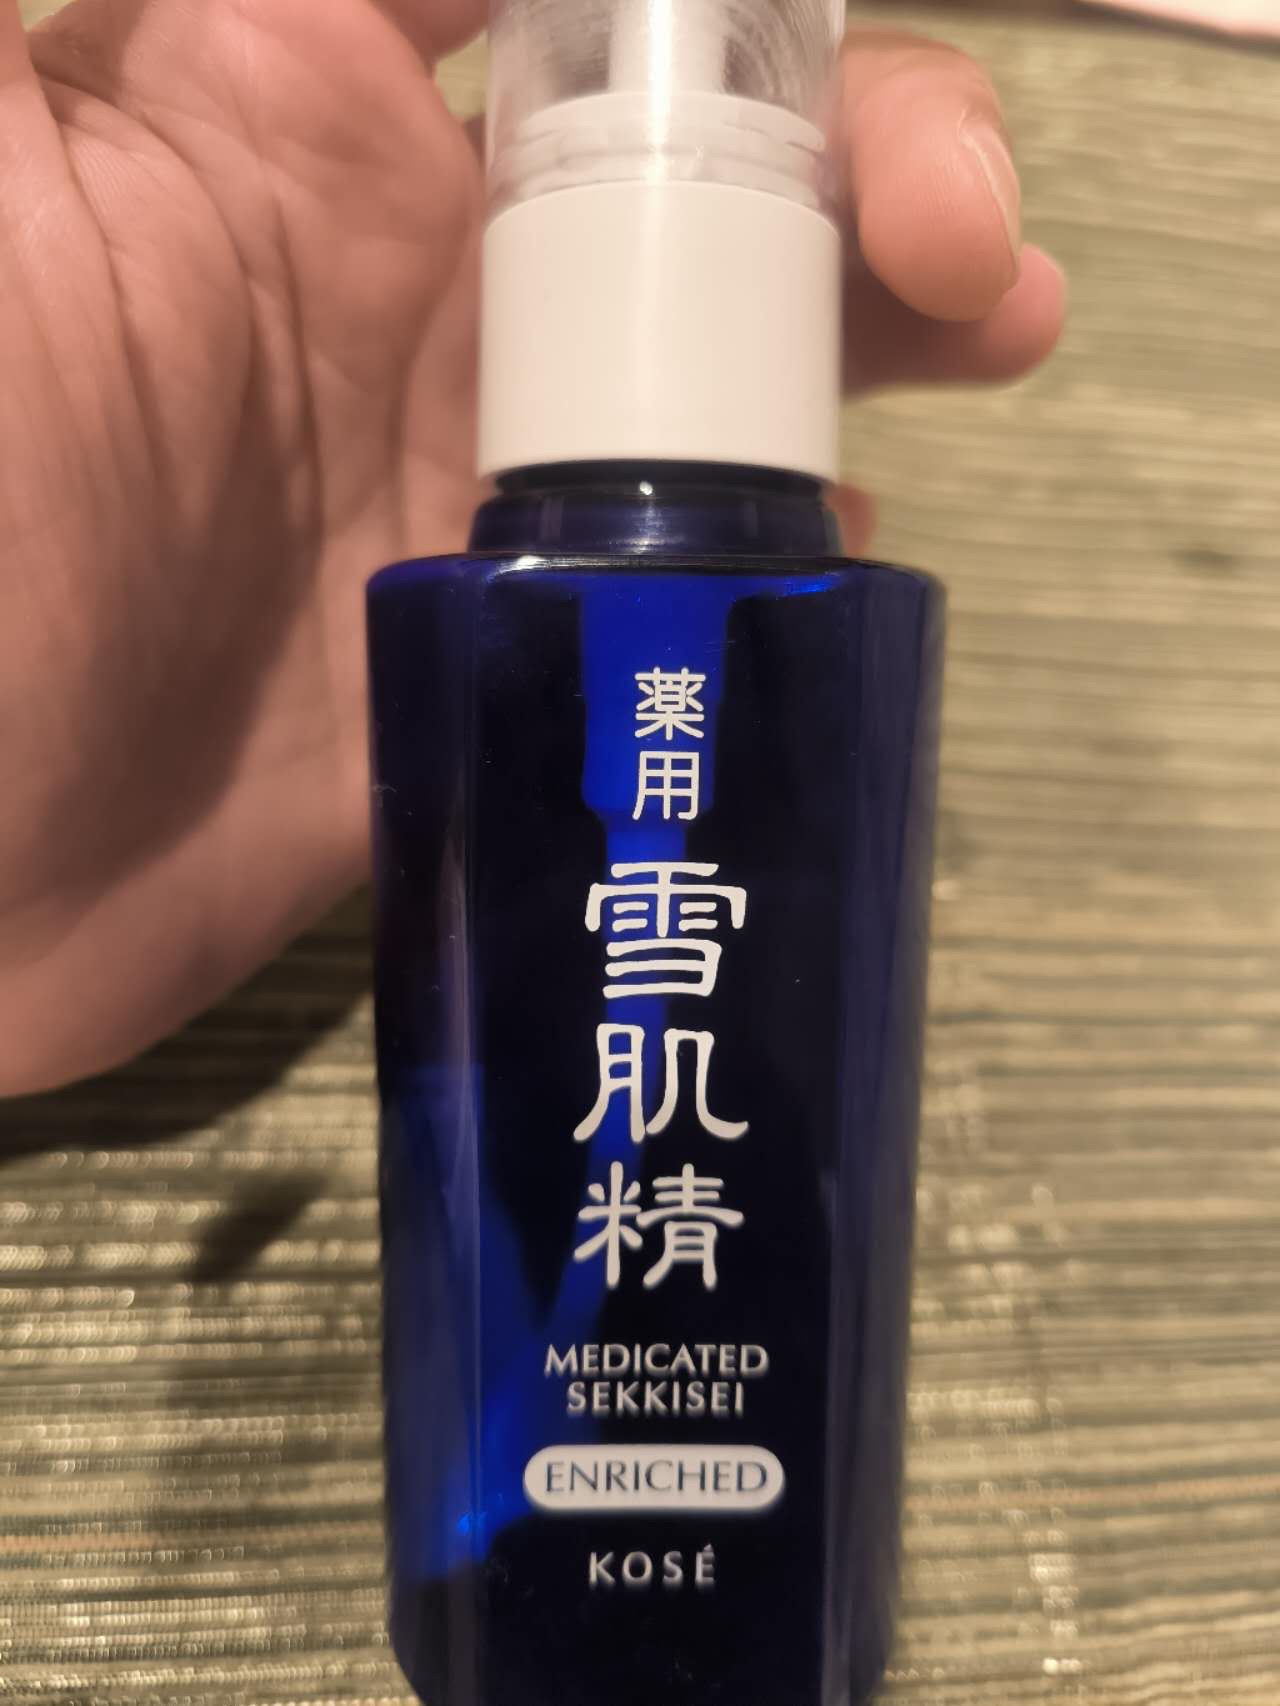 薬用
雪肌精
MEDICATED
SEKKISEI
ENRICHED
KOSÉ